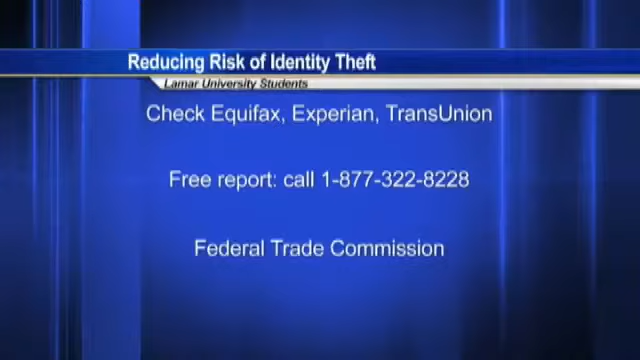 Reducing Risk of Identity Theft
Lamar University Students
Check Equifax, Experian, TransUnion
Free report: call 1-877-322-8228
Federal Trade Commission